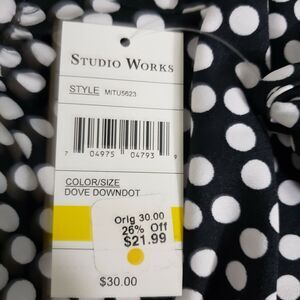 STUDIO WORKS
STYLE MITU5623
7 04975 04793 9
COLOR/SIZE
DOVE DOWNDOT
Orig 30.00
26% Off
$21.99
$30.00